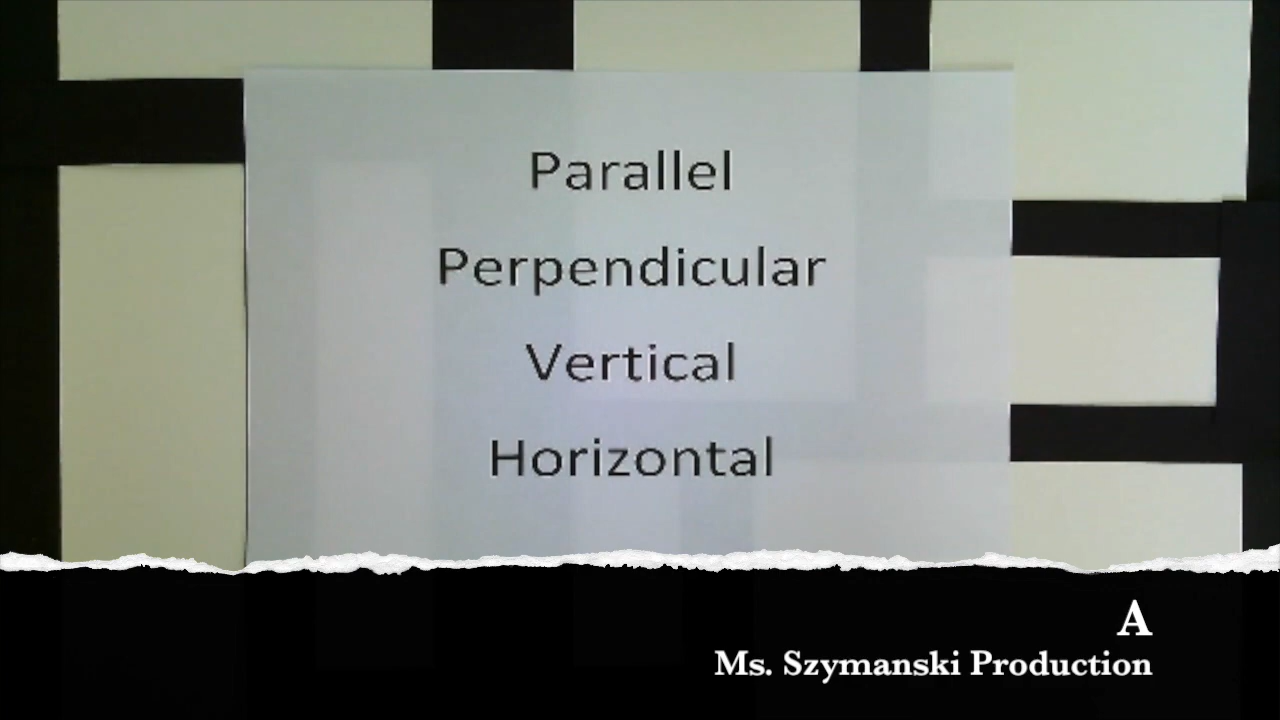 Parallel
Perpendicular
Vertical
Horizontal
A
Ms. Szymanski Production